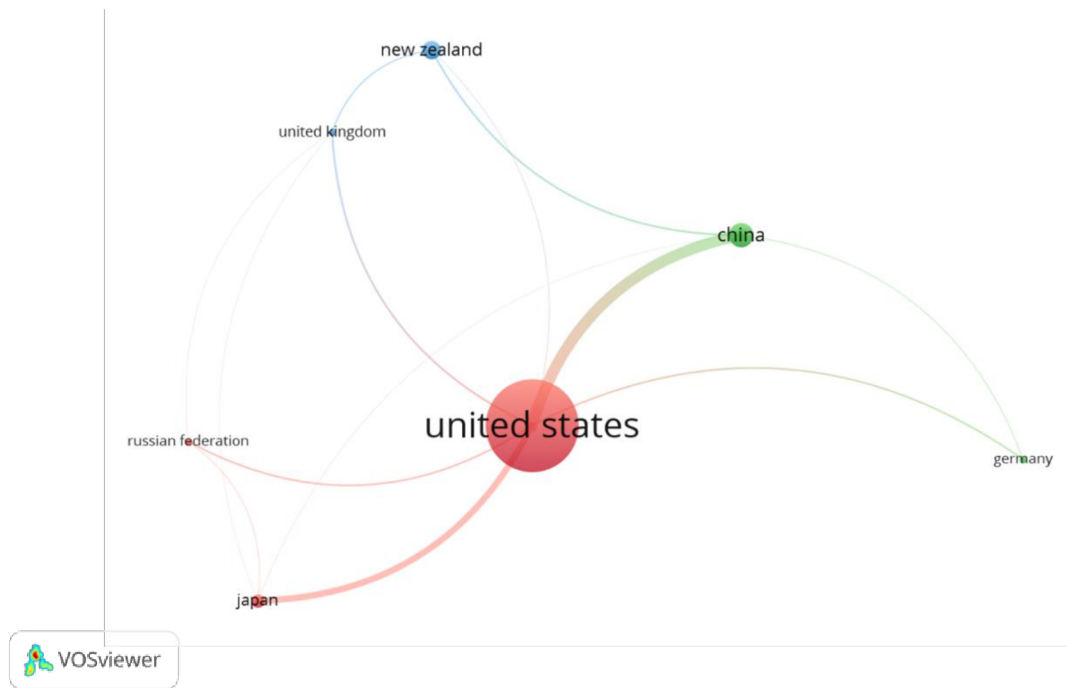 new zealand
united kingdom
china
united states
russian federation
germany
japan
VOSviewer